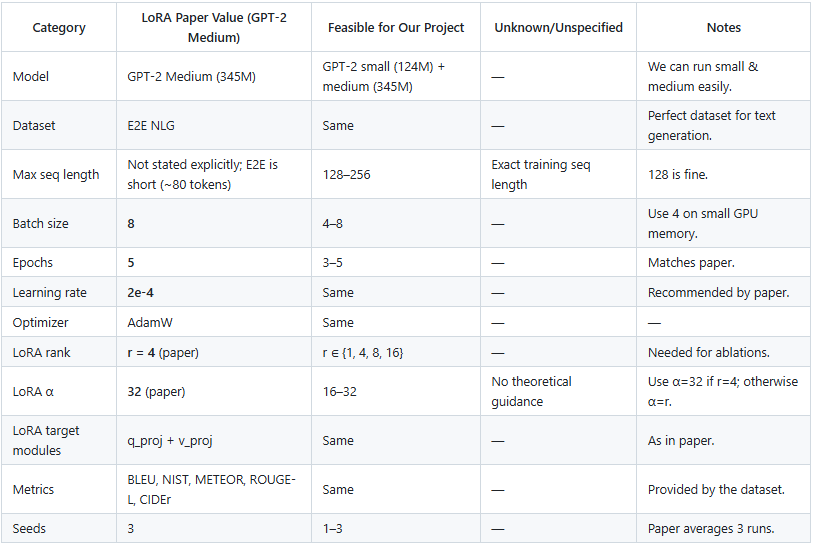 Category
LoRA Paper Value (GPT-2
Medium)
Feasible for Our Project
Unknown/Unspecified
Notes
Model
GPT-2 Medium (345M)
GPT-2 small (124M) +
medium (345M)
—
We can run small &
medium easily.
Dataset
E2E NLG
Same
—
Perfect dataset for text
generation.
Max seq length
Not stated explicitly; E2E is
short (~80 tokens)
128–256
Exact training seq
length
128 is fine.
Batch size
8
4–8
—
Use 4 on small GPU
memory.
Epochs
5
3–5
—
Matches paper.
Learning rate
2e-4
Same
—
Recommended by paper.
Optimizer
AdamW
Same
—
—
LoRA rank
r = 4 (paper)
r ∈ {1, 4, 8, 16}
—
Needed for ablations.
LoRA α
32 (paper)
16–32
No theoretical
guidance
Use α=32 if r=4; otherwise
α=r.
LoRA target
modules
q_proj + v_proj
Same
—
As in paper.
Metrics
BLEU, NIST, METEOR, ROUGE-
L, CIDEr
Same
—
Provided by the dataset.
Seeds
3
1–3
—
Paper averages 3 runs.